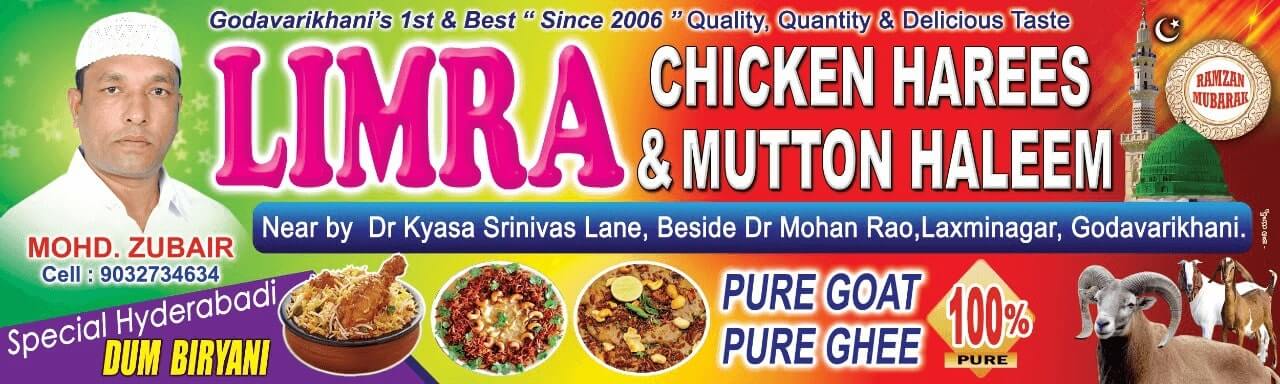 Godavarikhani's 1st & Best “ Since 2006 ” Quality, Quantity & Delicious Taste
LIMRA
CHICKEN HAREES
& MUTTON HALEEM
RAMZAN
MUBARAK
Near by Dr Kyasa Srinivas Lane, Beside Dr Mohan Rao,Laxminagar, Godavarikhani.
MOHD. ZUBAIR
Cell : 9032734634
Special Hyderabadi
DUM BIRYANI
PURE GOAT
PURE GHEE
100%
PURE